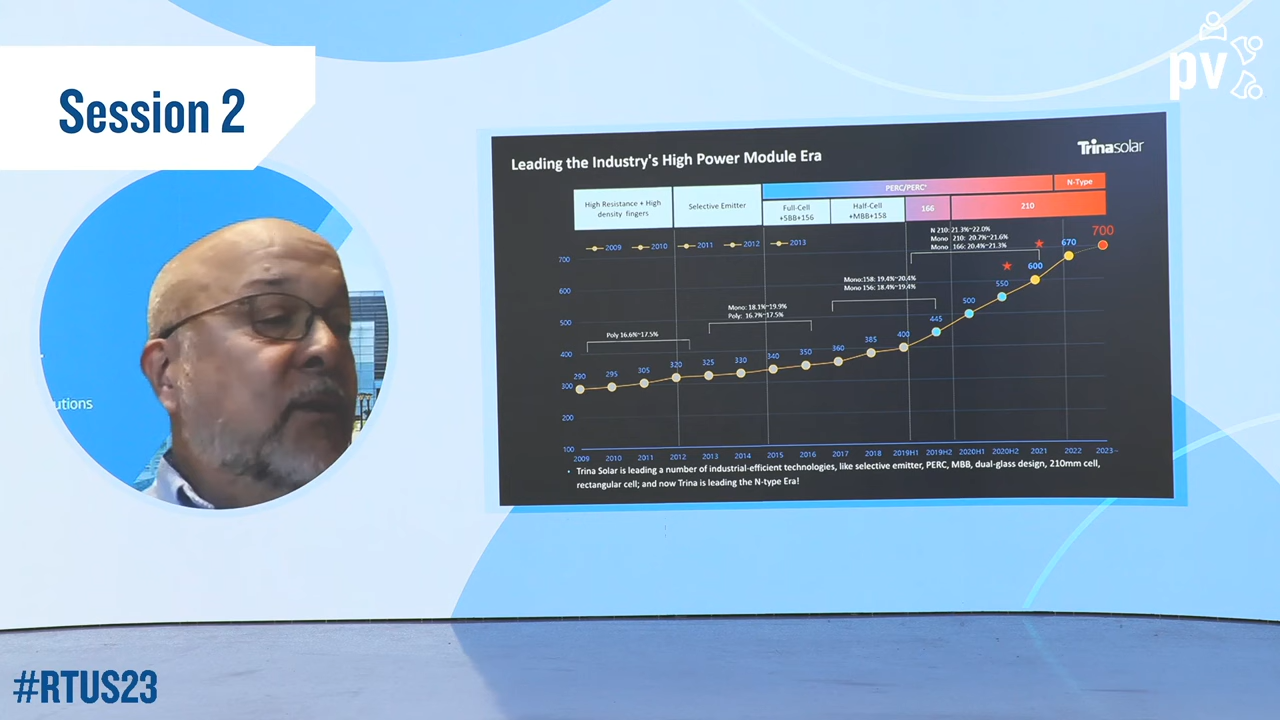 Session 2
pv
utions
Leading the Industry's High Power Module Era
Trinasolar
High Resistance + High
density fingers
Selective Emitter
PERC/PERC+
N-Type
Full-Cell
+5BB+156
Half-Cell
+MBB+158
166
210
2009 2010 2011 2012 2013
N 210: 21.3%~22.0%
Mono 210: 20.7%~21.6%
Mono 166: 20.4%~21.3%
Mono:158: 19.4%~20.4%
Mono 156: 18.4%~19.4%
Mono: 18.1%~19.9%
Poly: 16.7%~17.5%
Poly 16.6%~17.5%
700
600
500
400
300
200
100
290 295 305 320 325 330 340 350 360 385 400 445 500 550 600 670 700
2009 2010 2011 2012 2013 2014 2015 2016 2017 2018 2019H1 2019H2 2020H1 2020H2 2021 2022 2023~
• Trina Solar is leading a number of industrial-efficient technologies, like selective emitter, PERC, MBB, dual-glass design, 210mm cell,
rectangular cell; and now Trina is leading the N-type Era!
#RTUS23